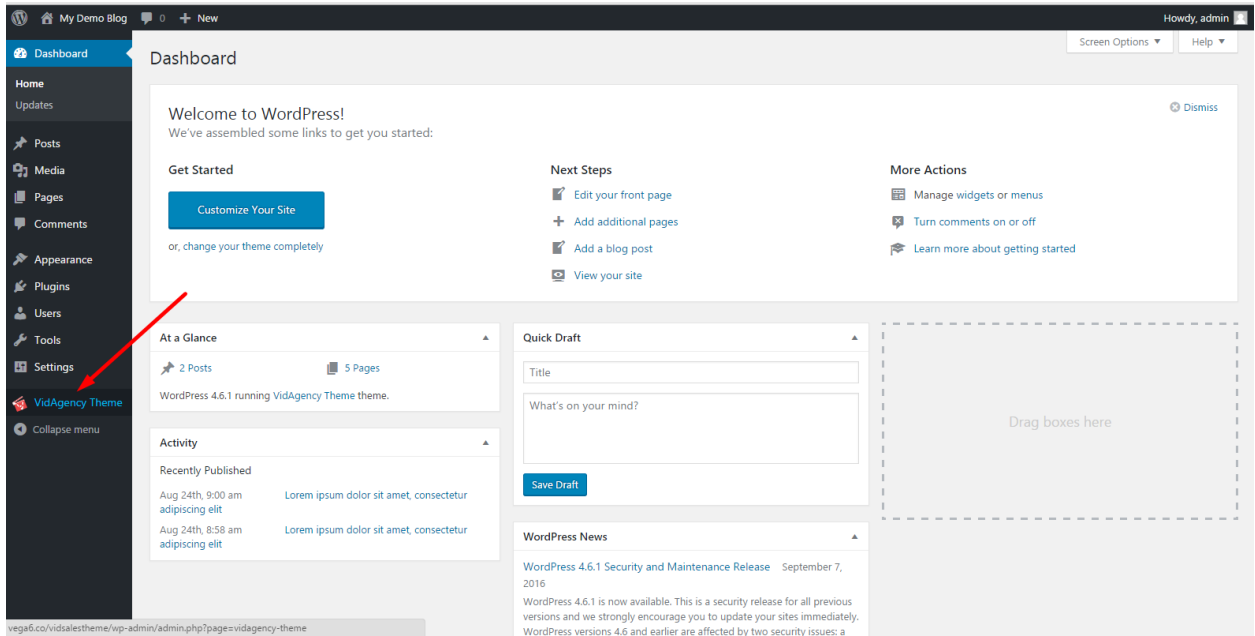 My Demo Blog 0 + New
Howdy, admin
Screen Options ▼ Help ▼
Dashboard
Home
Updates
Posts
Media
Pages
Comments
Appearance
Plugins
Users
Tools
Settings
VidAgency Theme
Collapse menu
Dashboard
Welcome to WordPress!
We've assembled some links to get you started:
Dismiss
Get Started
Customize Your Site
or, change your theme completely
Next Steps
Edit your front page
Add additional pages
Add a blog post
View your site
More Actions
Manage widgets or menus
Turn comments on or off
Learn more about getting started
At a Glance
2 Posts 5 Pages
WordPress 4.6.1 running VidAgency Theme theme.
Activity
Recently Published
Aug 24th, 9:00 am Lorem ipsum dolor sit amet, consectetur
adipiscing elit
Aug 24th, 8:58 am Lorem ipsum dolor sit amet, consectetur
adipiscing elit
Quick Draft
Title
What's on your mind?
Save Draft
WordPress News
WordPress 4.6.1 Security and Maintenance Release September 7,
2016
WordPress 4.6.1 is now available. This is a security release for all previous
versions and we strongly encourage you to update your sites immediately.
WordPress versions 4.6 and earlier are affected by two security issues: a
Drag boxes here
vega6.co/vidsalestheme/wp-admin/admin.php?page=vidagency-theme